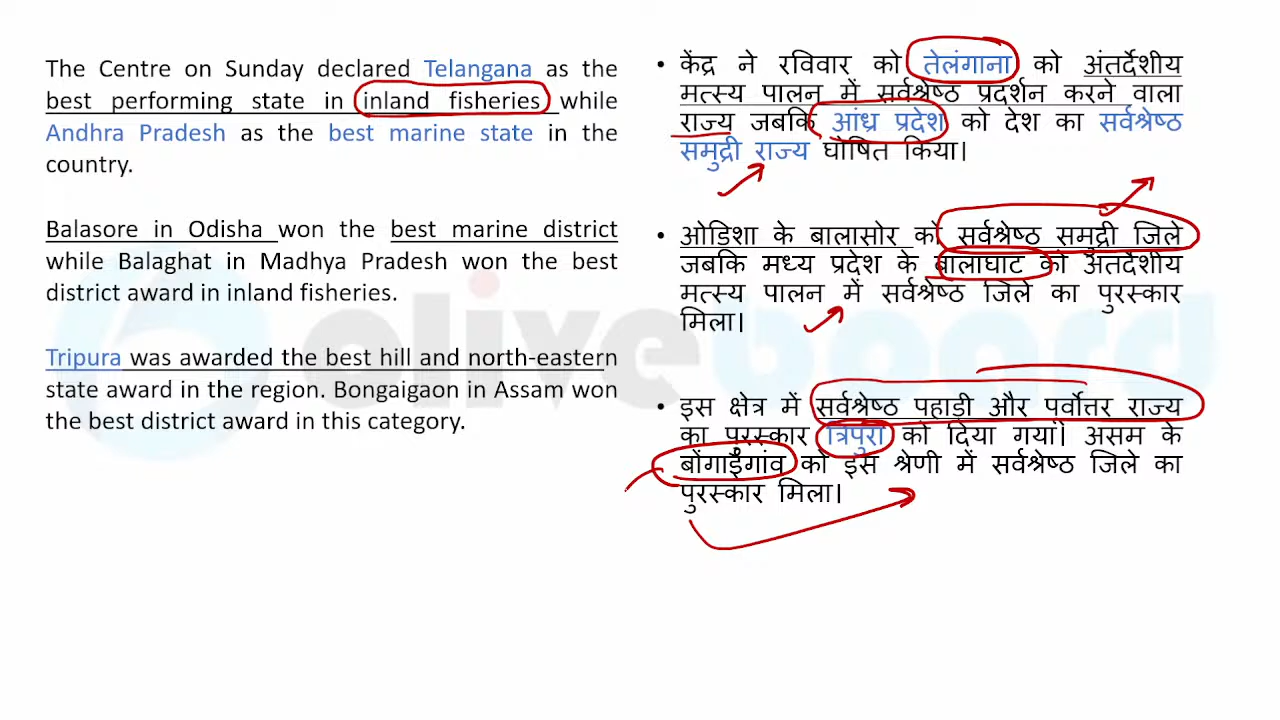 The Centre on Sunday declared Telangana as the
best performing state in inland fisheries while
Andhra Pradesh as the best marine state in the
country.
Balasore in Odisha won the best marine district
while Balaghat in Madhya Pradesh won the best
district award in inland fisheries.
Tripura was awarded the best hill and north-eastern
state award in the region. Bongaigaon in Assam won
the best district award in this category.
• केंद्र ने रविवार को तेलंगाना को अंतर्देशीय
मत्स्य पालन में सर्वश्रेष्ठ प्रदर्शन करने वाला
राज्य जबकि आंध्र प्रदेश को देश का सर्वश्रेष्ठ
समुद्री राज्य घोषित किया।
• ओडिशा के बालासोर को सर्वश्रेष्ठ समुद्री जिले
जबकि मध्य प्रदेश के बालाघाट को अंतर्देशीय
मत्स्य पालन में सर्वश्रेष्ठ जिले का पुरस्कार
मिला।
• इस क्षेत्र में सर्वश्रेष्ठ पहाड़ी और पूर्वोत्तर राज्य
का पुरस्कार त्रिपुरा को दिया गया। असम के
बोंगाईगांव को इस श्रेणी में सर्वश्रेष्ठ जिले का
पुरस्कार मिला।
oliveboard